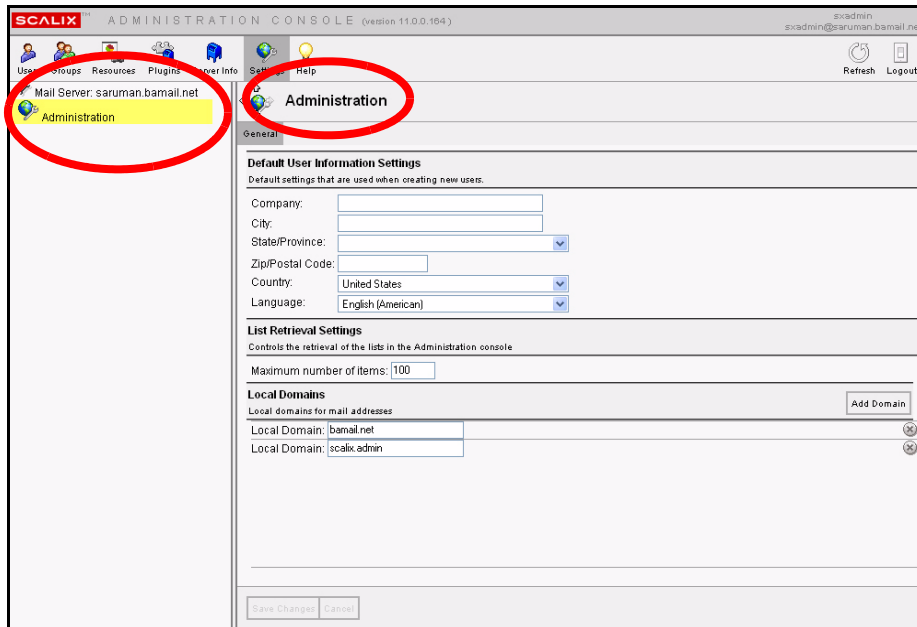 SCALIX™ ADMINISTRATION CONSOLE (version 11.0.0.164)
sxadmin
sxadmin@saruman.bamail.ne
Groups Resources Plugins Server Info Settings Help
Refresh Logout
Mail Server: saruman.bamail.net
Administration
Administration
General
Default User Information Settings
Default settings that are used when creating new users.
Company:
City:
State/Province:
Zip/Postal Code:
Country: United States
Language: English (American)
List Retrieval Settings
Controls the retrieval of the lists in the Administration console
Maximum number of items: 100
Local Domains
Local domains for mail addresses
Add Domain
Local Domain: bamail.net
Local Domain: scalix.admin
Save Changes Cancel